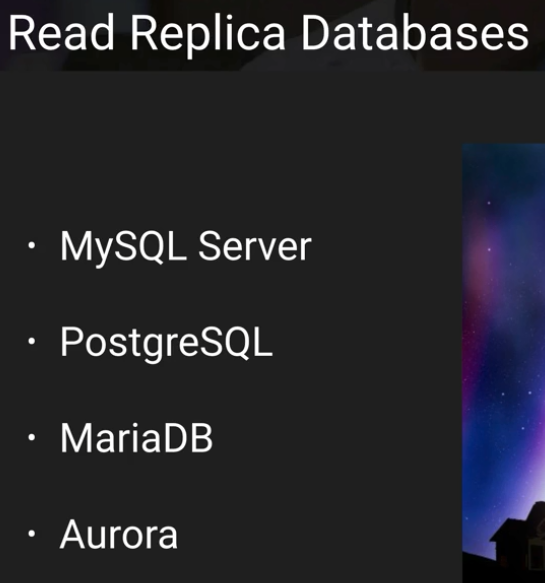 Read Replica Databases
• MySQL Server
• PostgreSQL
• MariaDB
• Aurora